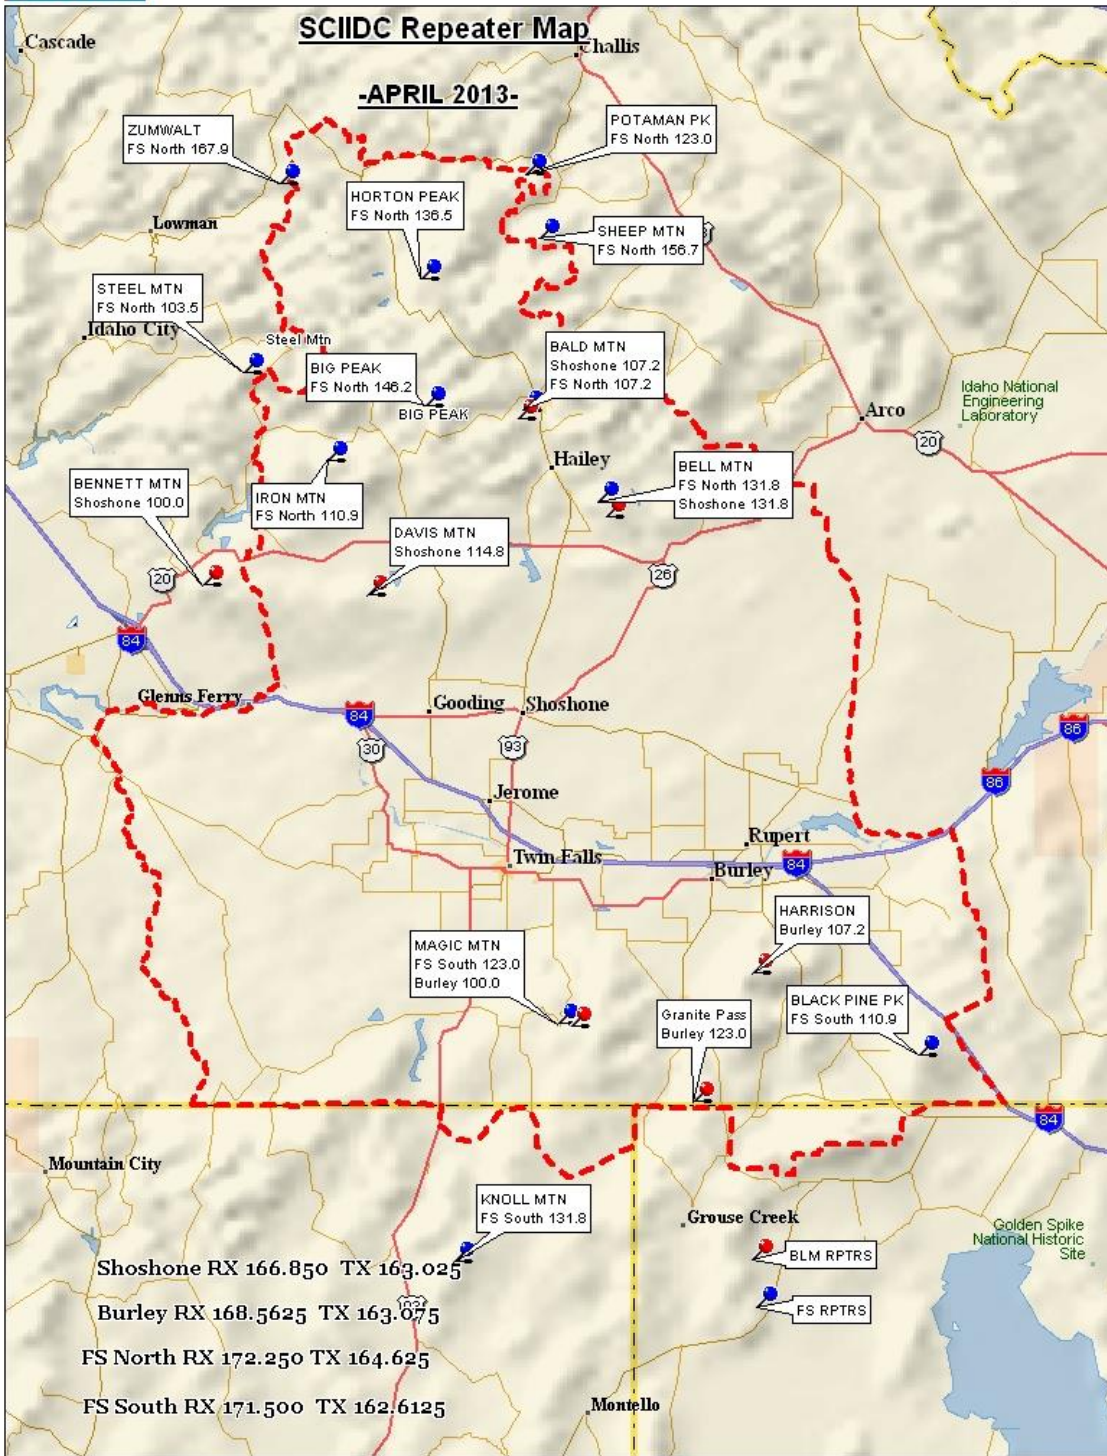 SCIIDC Repeater Map
Cascade
Challis
-APRIL 2013-
ZUMWALT
FS North 167.9
POTAMAN PK
FS North 123.0
HORTON PEAK
FS North 136.5
Lowman
SHEEP MTN
FS North 156.7
STEEL MTN
FS North 103.5
Idaho City
Steel Mtn
BIG PEAK
FS North 146.2
BIG PEAK
BALD MTN
Shoshone 107.2
FS North 107.2
Idaho National
Engineering
Laboratory
Arco
20
Hailey
BELL MTN
FS North 131.8
Shoshone 131.8
BENNETT MTN
Shoshone 100.0
IRON MTN
FS North 110.9
DAVIS MTN
Shoshone 114.8
20
26
84
Glenns Ferry
84
Gooding
Shoshone
30
93
86
86
Jerome
Rupert
Twin Falls
84
Burley
HARRISON
Burley 107.2
MAGIC MTN
FS South 123.0
Burley 100.0
BLACK PINE PK
FS South 110.9
Granite Pass
Burley 123.0
84
Mountain City
KNOLL MTN
FS South 131.8
Grouse Creek
Golden Spike
National Historic
Site
BLM RPTRS
FS RPTRS
Shoshone RX 166.850 TX 163.025
Burley RX 168.5625 TX 163.075
FS North RX 172.250 TX 164.625
FS South RX 171.500 TX 162.6125
Montello